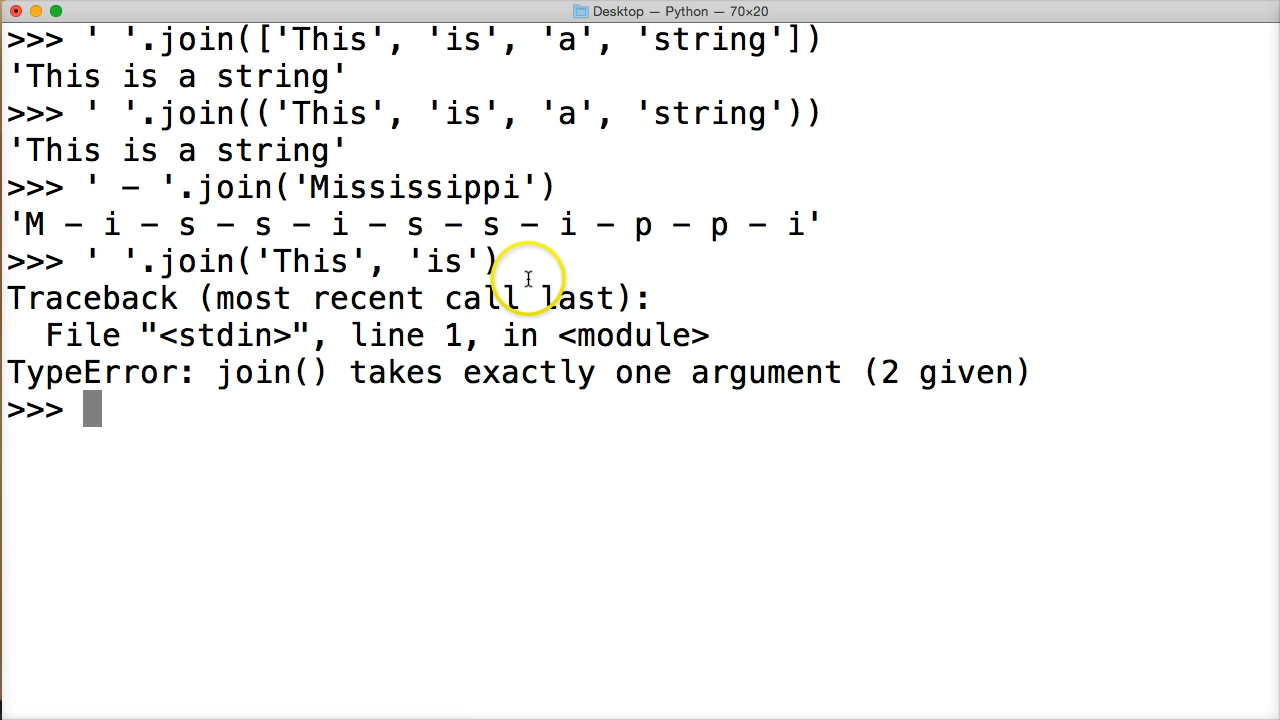 Desktop — Python — 70×20
>>> ' '.join(['This', 'is', 'a', 'string'])
'This is a string'
>>> ' '.join(('This', 'is', 'a', 'string'))
'This is a string'
>>> ' – '.join('Mississippi')
'M – i – s – s – i – s – s – i – p – p – i'
>>> ' '.join('This', 'is')
Traceback (most recent call last):
  File "<stdin>", line 1, in <module>
TypeError: join() takes exactly one argument (2 given)
>>>